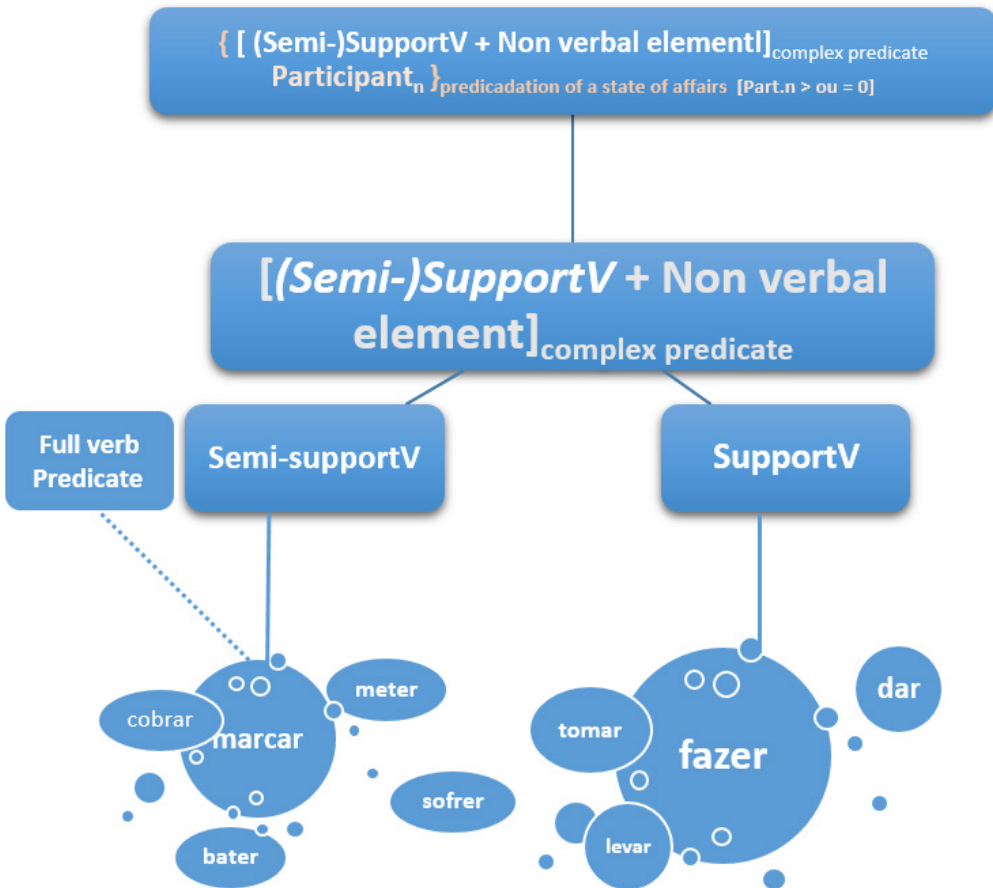 { [ (Semi-)SupportV + Non verbal elementl]complex predicate
Participantn }predicadation of a state of affairs [Part.n > ou = 0]
[(Semi-)SupportV + Non verbal
element]complex predicate
Full verb
Predicate
Semi-supportV
SupportV
cobrar
meter
marcar
sofrer
bater
tomar
dar
fazer
levar